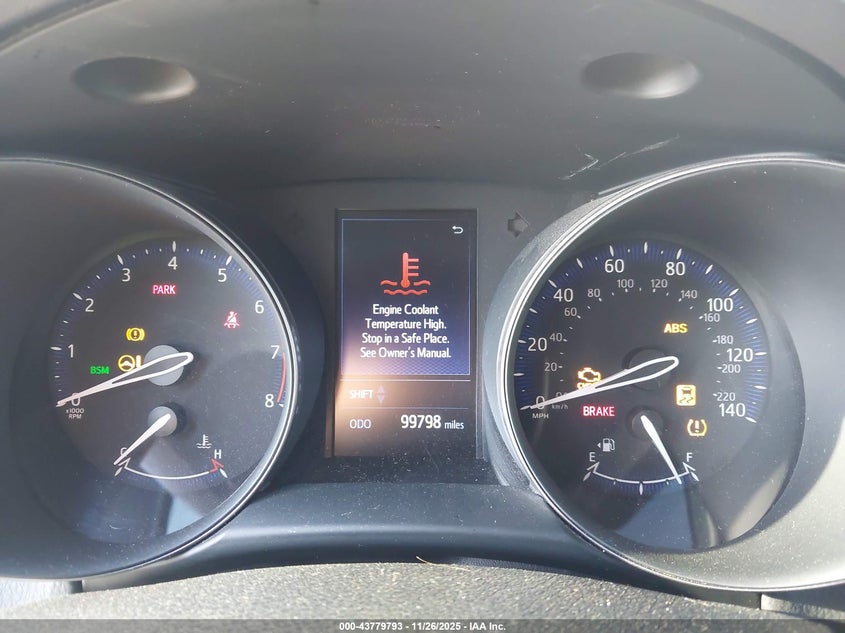 1
2
3
4
5
6
7
8
0
x1000
RPM
PARK
BSM
C
H
Engine Coolant
Temperature High.
Stop in a Safe Place.
See Owner's Manual.
SHIFT
ODO 99798 miles
0
20
40
60
80
100
120
140
MPH
20
40
60
80
100
120
140
160
180
200
220
km/h
ABS
BRAKE
E
F
000-43779793 — 11/26/2025 — IAA Inc.